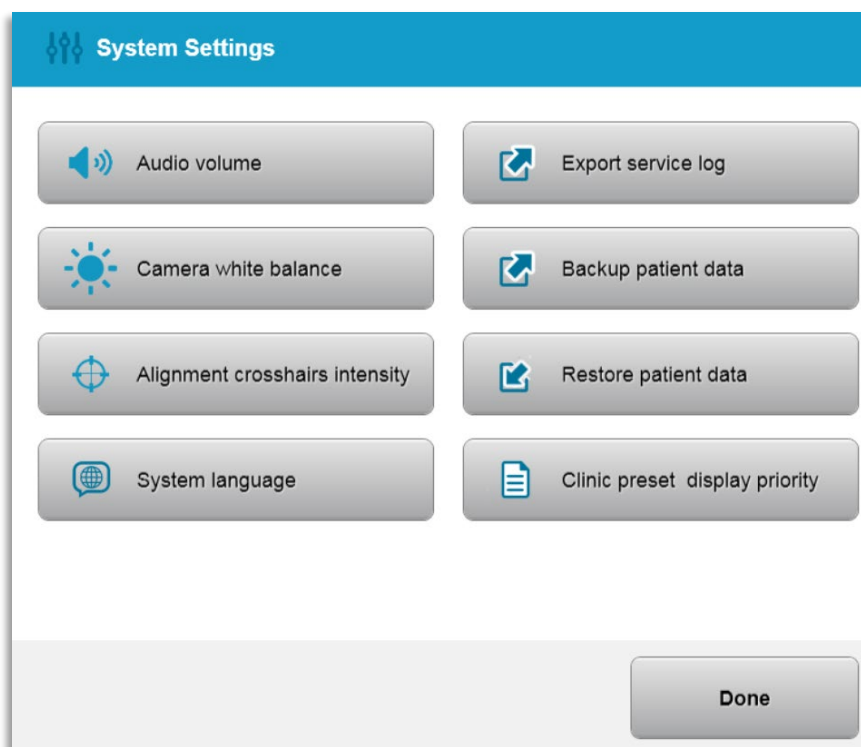 System Settings
Audio volume
Export service log
Camera white balance
Backup patient data
Alignment crosshairs intensity
Restore patient data
System language
Clinic preset  display priority
Done